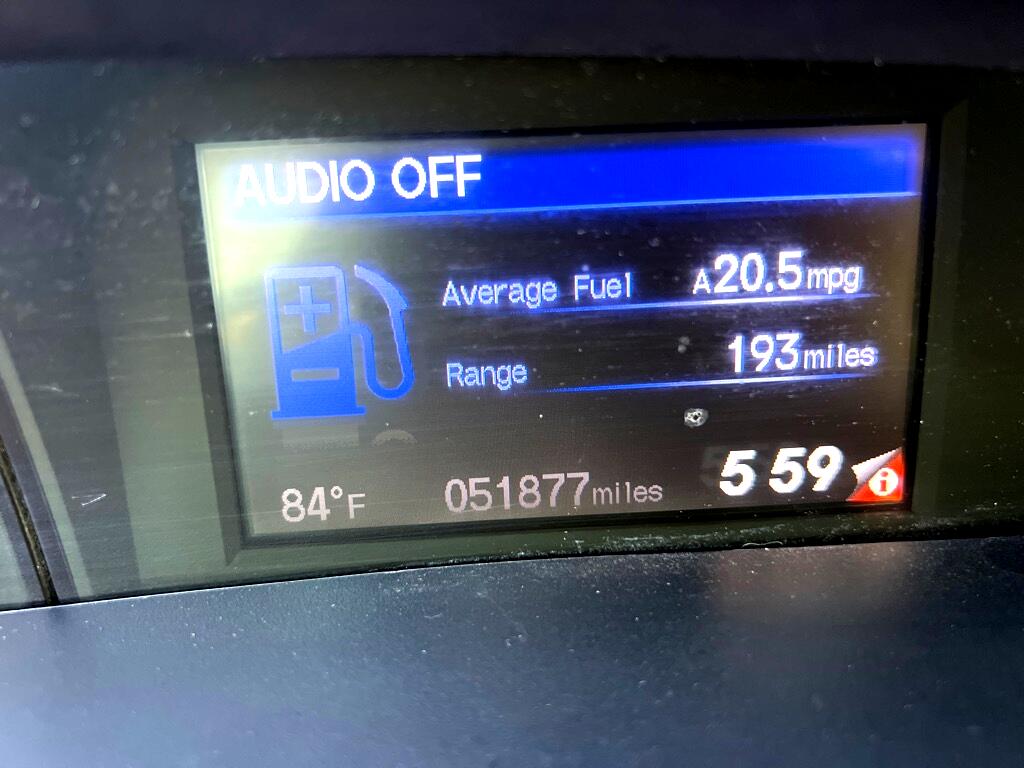 AUDIO OFF
Average Fuel A20.5mpg
Range 193miles
84°F 051877miles 5 59 i